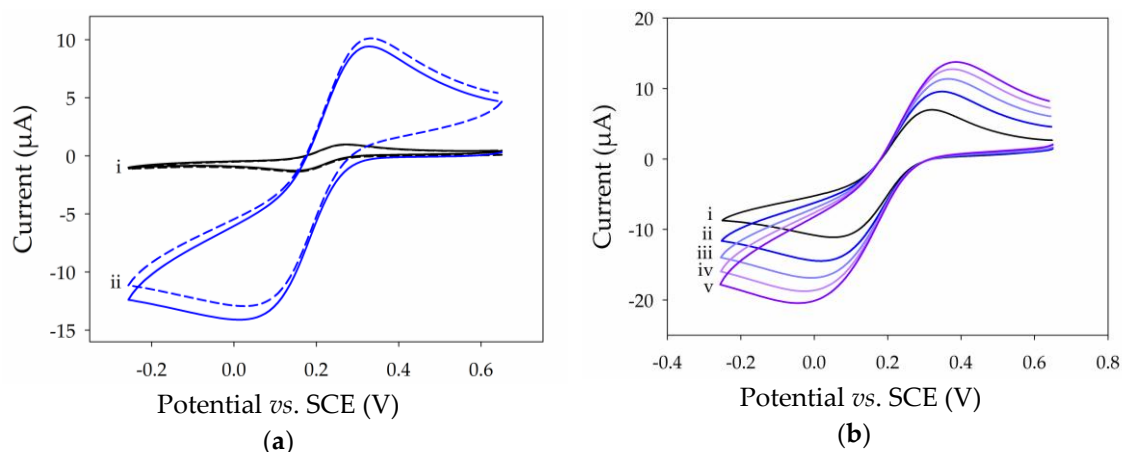 10
5
0
-5
-10
-15
Current (µA)
i
ii
-0.2
0.0
0.2
0.4
0.6
Potential vs. SCE (V)
(a)
20
10
0
-10
-20
Current (µA)
i
ii
iii
iv
v
-0.4
-0.2
0.0
0.2
0.4
0.6
0.8
Potential vs. SCE (V)
(b)